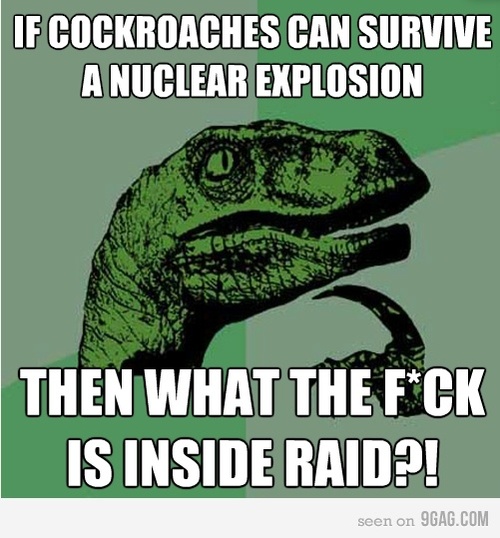 IF COCKROACHES CAN SURVIVE
A NUCLEAR EXPLOSION
THEN WHAT THE F*CK
IS INSIDE RAID?!
seen on 9GAG.COM